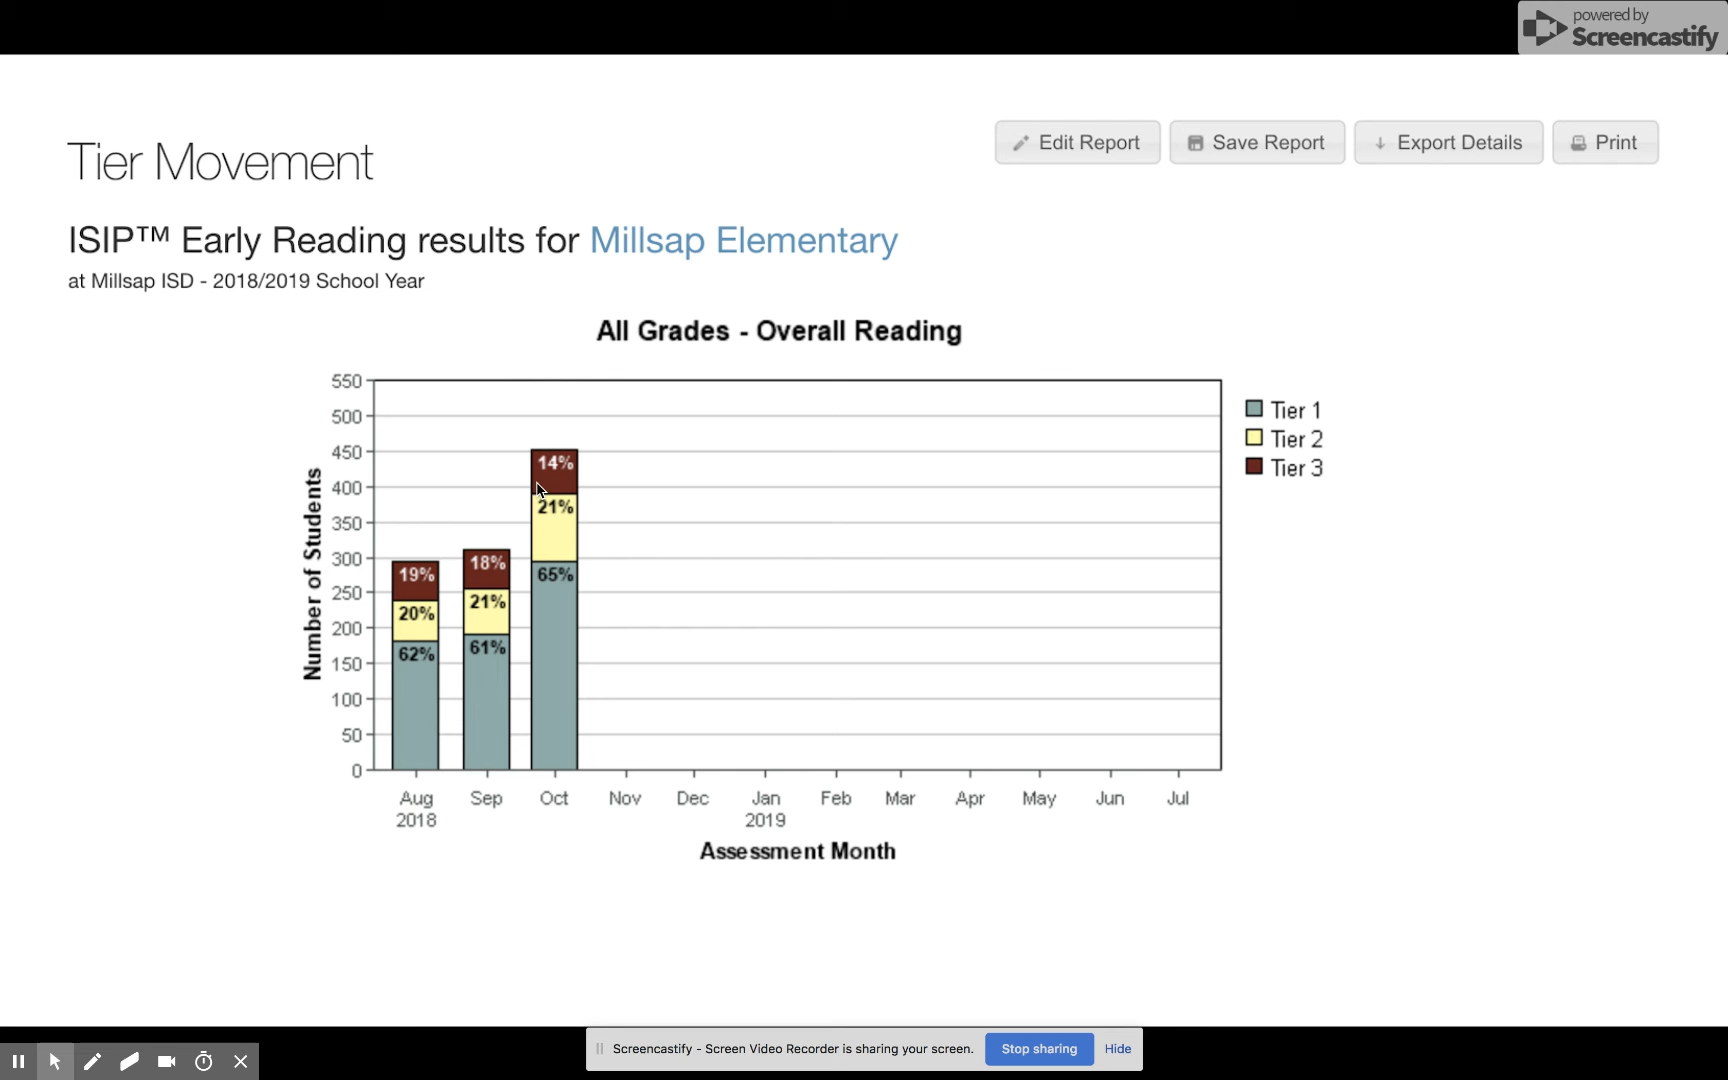 powered by
Screencastify
Edit Report
Save Report
Export Details
Print
Tier Movement
ISIP™ Early Reading results for Millsap Elementary
at Millsap ISD - 2018/2019 School Year
All Grades - Overall Reading
550
500
450
400
350
300
250
200
150
100
50
0
Number of Students
19%
20%
62%
18%
21%
61%
14%
21%
65%
Tier 1
Tier 2
Tier 3
Aug Sep Oct Nov Dec Jan Feb Mar Apr May Jun Jul
2018 2019
Assessment Month
Screencastify - Screen Video Recorder is sharing your screen. Stop sharing Hide